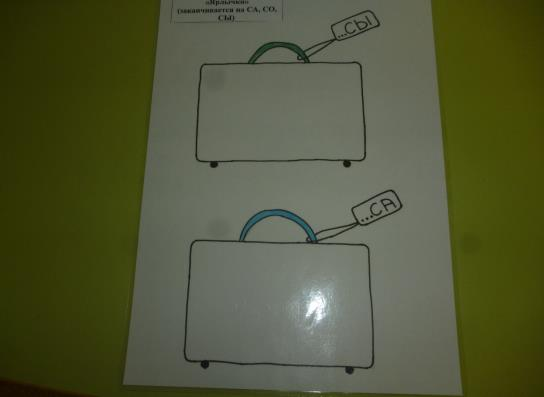 «Ярлычки»
(заканчивается на СА, СО,
СЫ)
...СЫ
...СА